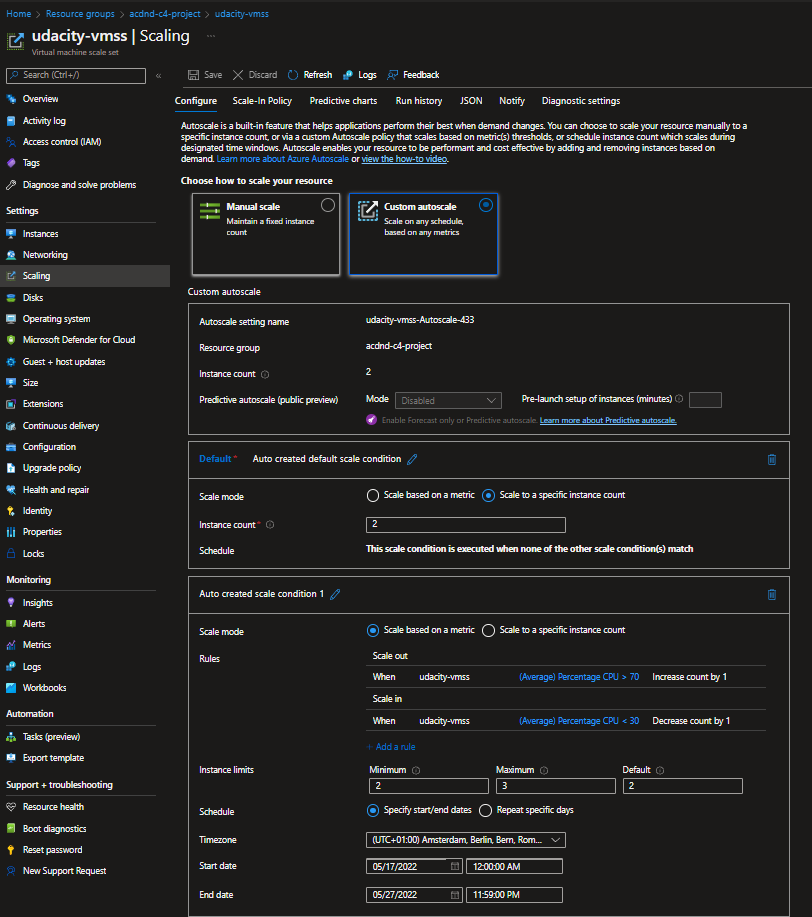 Home > Resource groups > acdnd-c4-project > udacity-vmss
udacity-vmss | Scaling ...
Virtual machine scale set
Search (Ctrl+/)
«
Save
Discard
Refresh
Logs
Feedback
Overview
Activity log
Access control (IAM)
Tags
Diagnose and solve problems
Settings
Instances
Networking
Scaling
Disks
Operating system
Microsoft Defender for Cloud
Guest + host updates
Size
Extensions
Continuous delivery
Configuration
Upgrade policy
Health and repair
Identity
Properties
Locks
Monitoring
Insights
Alerts
Metrics
Logs
Workbooks
Automation
Tasks (preview)
Export template
Support + troubleshooting
Resource health
Boot diagnostics
Reset password
New Support Request
Configure Scale-In Policy Predictive charts Run history JSON Notify Diagnostic settings
Autoscale is a built-in feature that helps applications perform their best when demand changes. You can choose to scale your resource manually to a
specific instance count, or via a custom Autoscale policy that scales based on metric(s) thresholds, or schedule instance count which scales during
designated time windows. Autoscale enables your resource to be performant and cost effective by adding and removing instances based on
demand. Learn more about Azure Autoscale or view the how-to video.
Choose how to scale your resource
Manual scale
Maintain a fixed instance
count
Custom autoscale
Scale on any schedule,
based on any metrics
Custom autoscale
Autoscale setting name udacity-vmss-Autoscale-433
Resource group acdnd-c4-project
Instance count 2
Predictive autoscale (public preview) Mode Disabled Pre-launch setup of instances (minutes)
Enable Forecast only or Predictive autoscale. Learn more about Predictive autoscale.
Default* Auto created default scale condition
Scale mode Scale based on a metric Scale to a specific instance count
Instance count* 2
Schedule This scale condition is executed when none of the other scale condition(s) match
Auto created scale condition 1
Scale mode Scale based on a metric Scale to a specific instance count
Rules
Scale out
When udacity-vmss (Average) Percentage CPU > 70 Increase count by 1
Scale in
When udacity-vmss (Average) Percentage CPU < 30 Decrease count by 1
+ Add a rule
Instance limits Minimum Maximum Default
2 3 2
Schedule Specify start/end dates Repeat specific days
Timezone (UTC+01:00) Amsterdam, Berlin, Bern, Rom...
Start date 05/17/2022 12:00:00 AM
End date 05/27/2022 11:59:00 PM